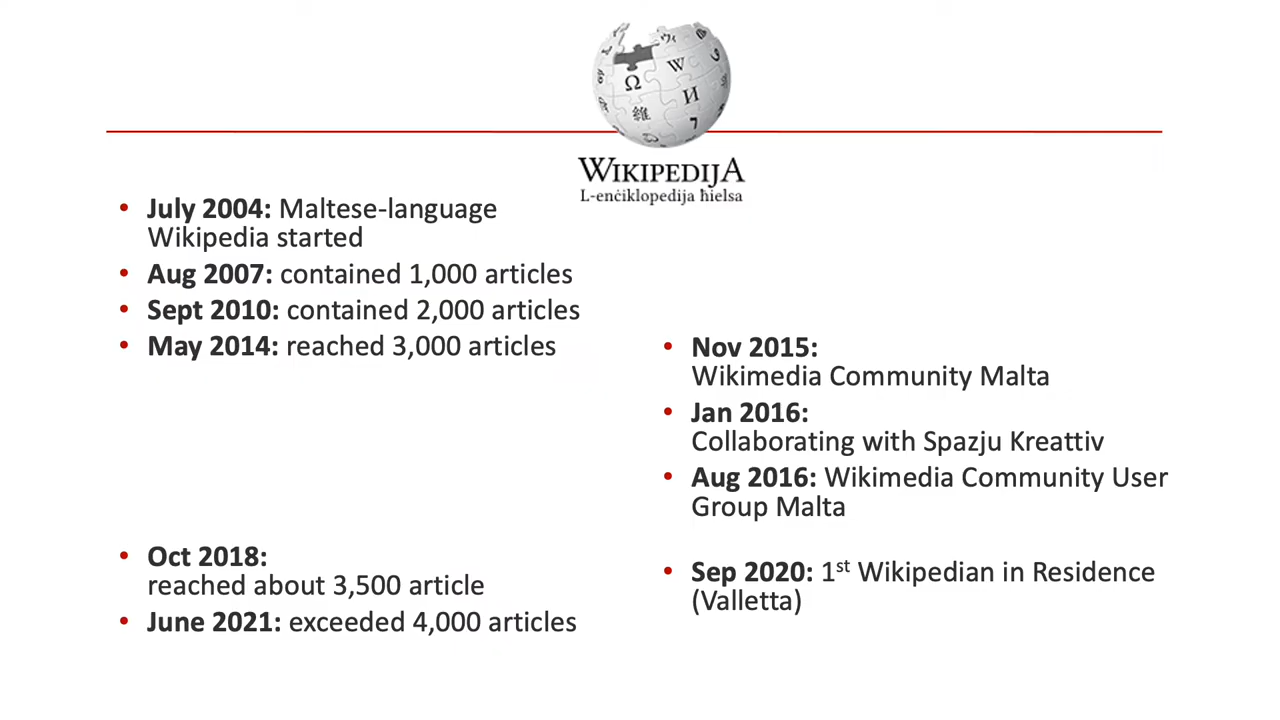 Ω W И 維
WIKIPEDIJA
L-enċiklopedija ħielsa
• July 2004: Maltese-language
Wikipedia started
• Aug 2007: contained 1,000 articles
• Sept 2010: contained 2,000 articles
• May 2014: reached 3,000 articles
• Oct 2018:
reached about 3,500 article
• June 2021: exceeded 4,000 articles
• Nov 2015:
Wikimedia Community Malta
• Jan 2016:
Collaborating with Spazju Kreattiv
• Aug 2016: Wikimedia Community User
Group Malta
• Sep 2020: 1st Wikipedian in Residence
(Valletta)